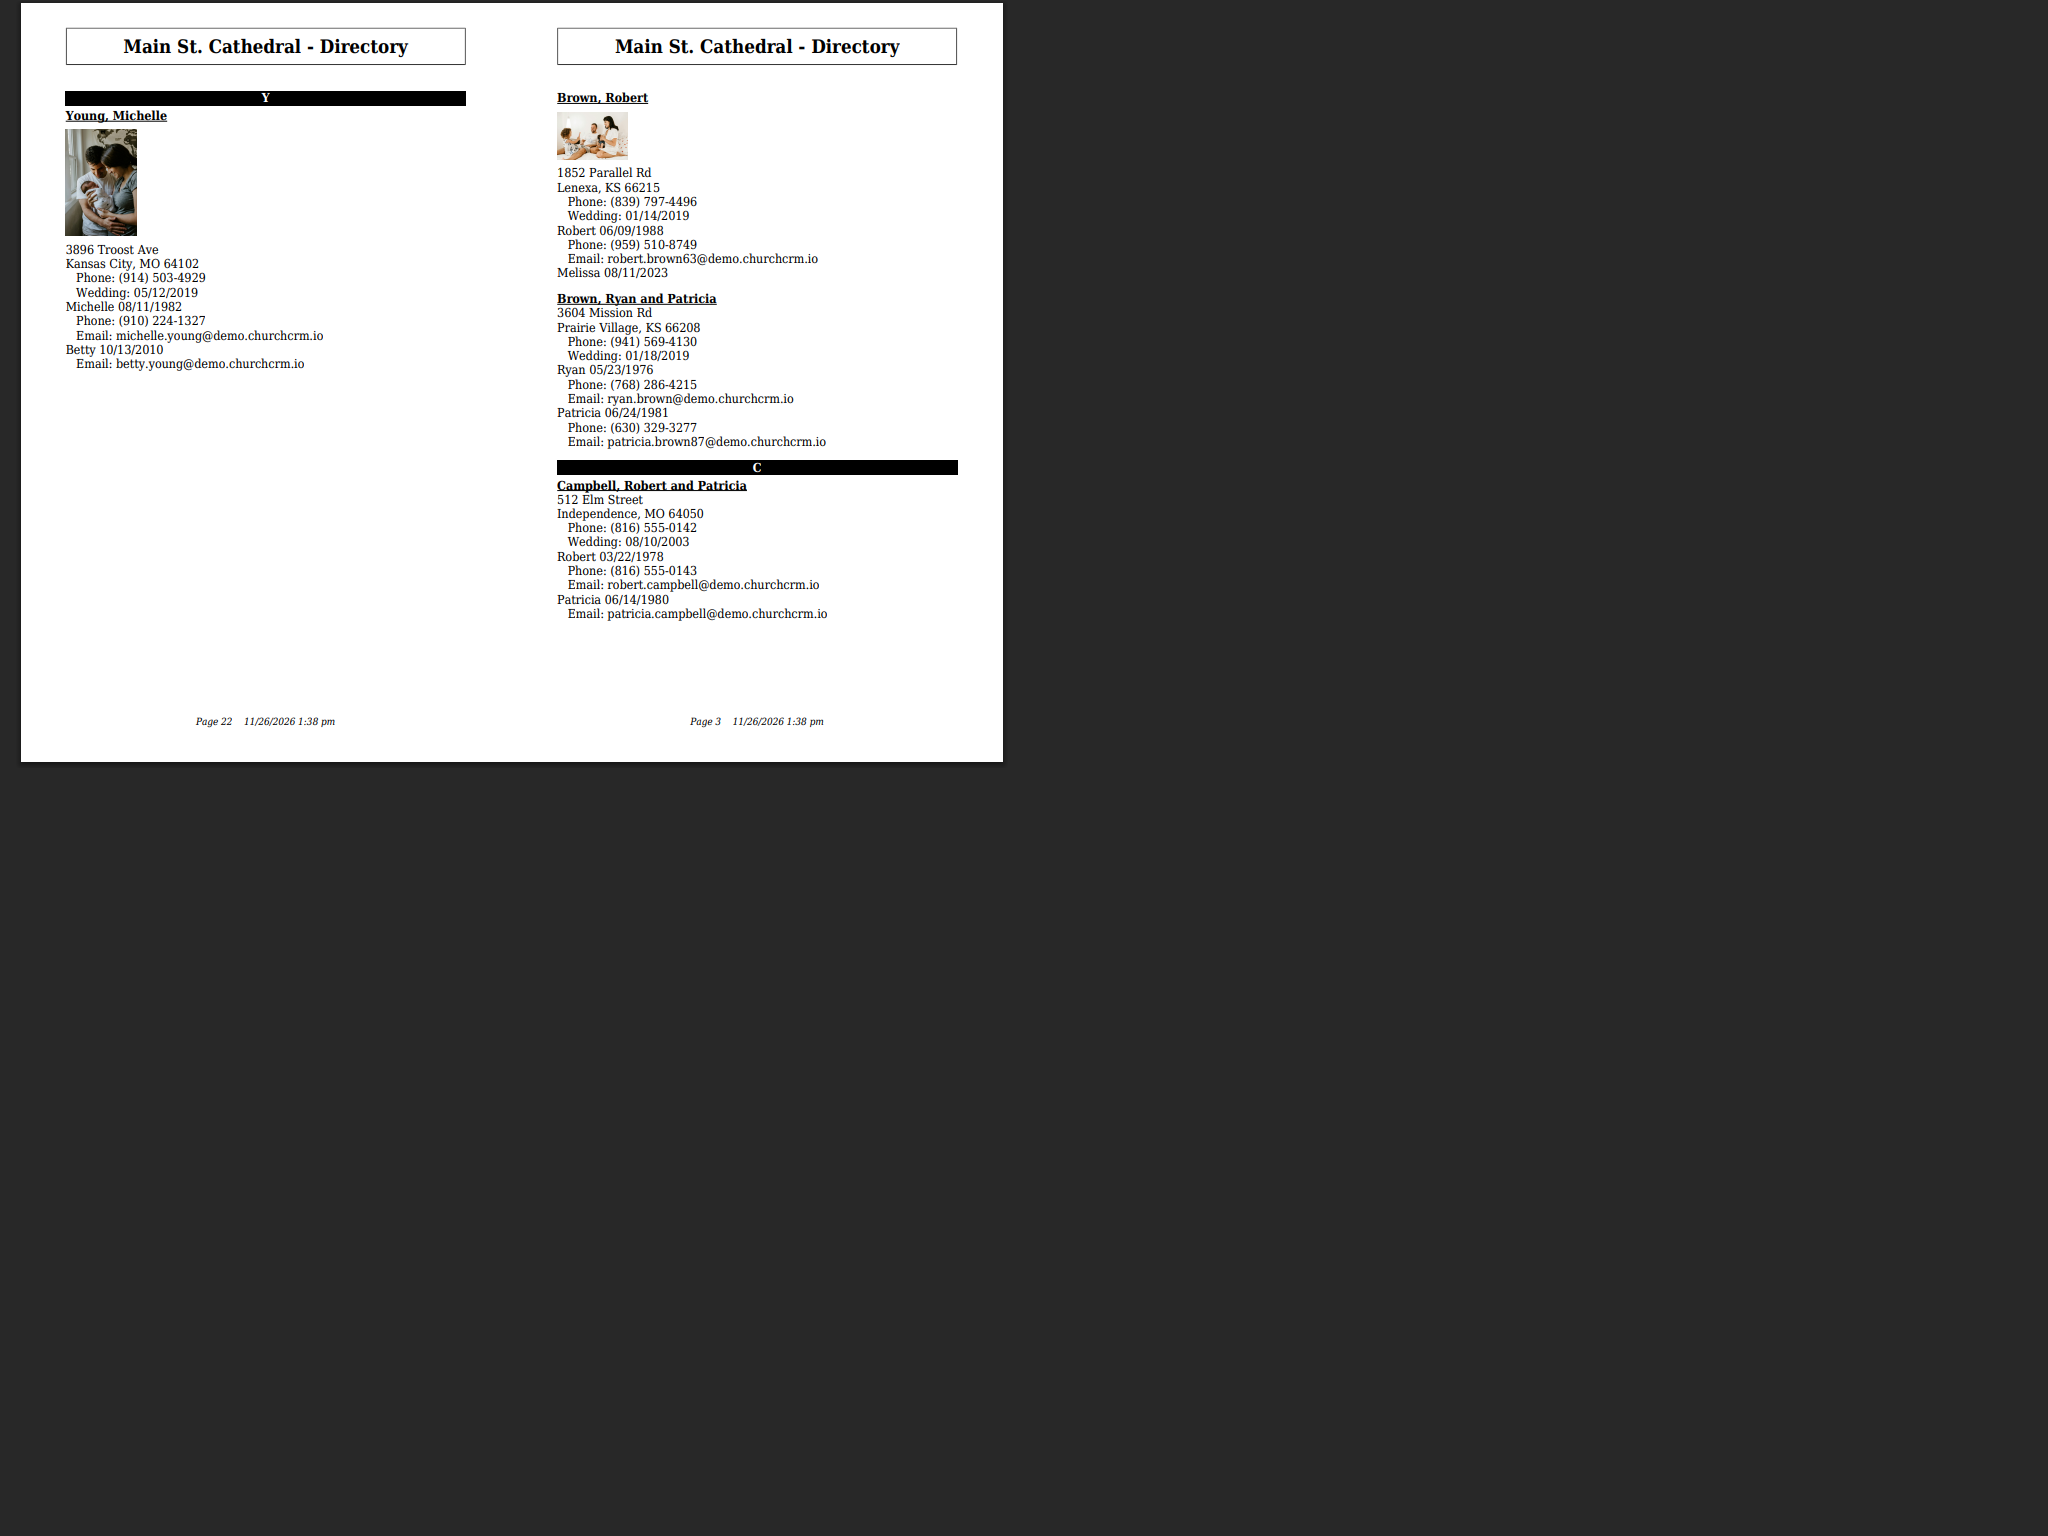 Main St. Cathedral - Directory
Y
Young, Michelle
3896 Troost Ave
Kansas City, MO 64102
Phone: (914) 503-4929
Wedding: 05/12/2019
Michelle 08/11/1982
Phone: (910) 224-1327
Email: michelle.young@demo.churchcrm.io
Betty 10/13/2010
Email: betty.young@demo.churchcrm.io
Page 22 11/26/2026 1:38 pm
Main St. Cathedral - Directory
Brown, Robert
1852 Parallel Rd
Lenexa, KS 66215
Phone: (839) 797-4496
Wedding: 01/14/2019
Robert 06/09/1988
Phone: (959) 510-8749
Email: robert.brown63@demo.churchcrm.io
Melissa 08/11/2023
Brown, Ryan and Patricia
3604 Mission Rd
Prairie Village, KS 66208
Phone: (941) 569-4130
Wedding: 01/18/2019
Ryan 05/23/1976
Phone: (768) 286-4215
Email: ryan.brown@demo.churchcrm.io
Patricia 06/24/1981
Phone: (630) 329-3277
Email: patricia.brown87@demo.churchcrm.io
C
Campbell, Robert and Patricia
512 Elm Street
Independence, MO 64050
Phone: (816) 555-0142
Wedding: 08/10/2003
Robert 03/22/1978
Phone: (816) 555-0143
Email: robert.campbell@demo.churchcrm.io
Patricia 06/14/1980
Email: patricia.campbell@demo.churchcrm.io
Page 3 11/26/2026 1:38 pm